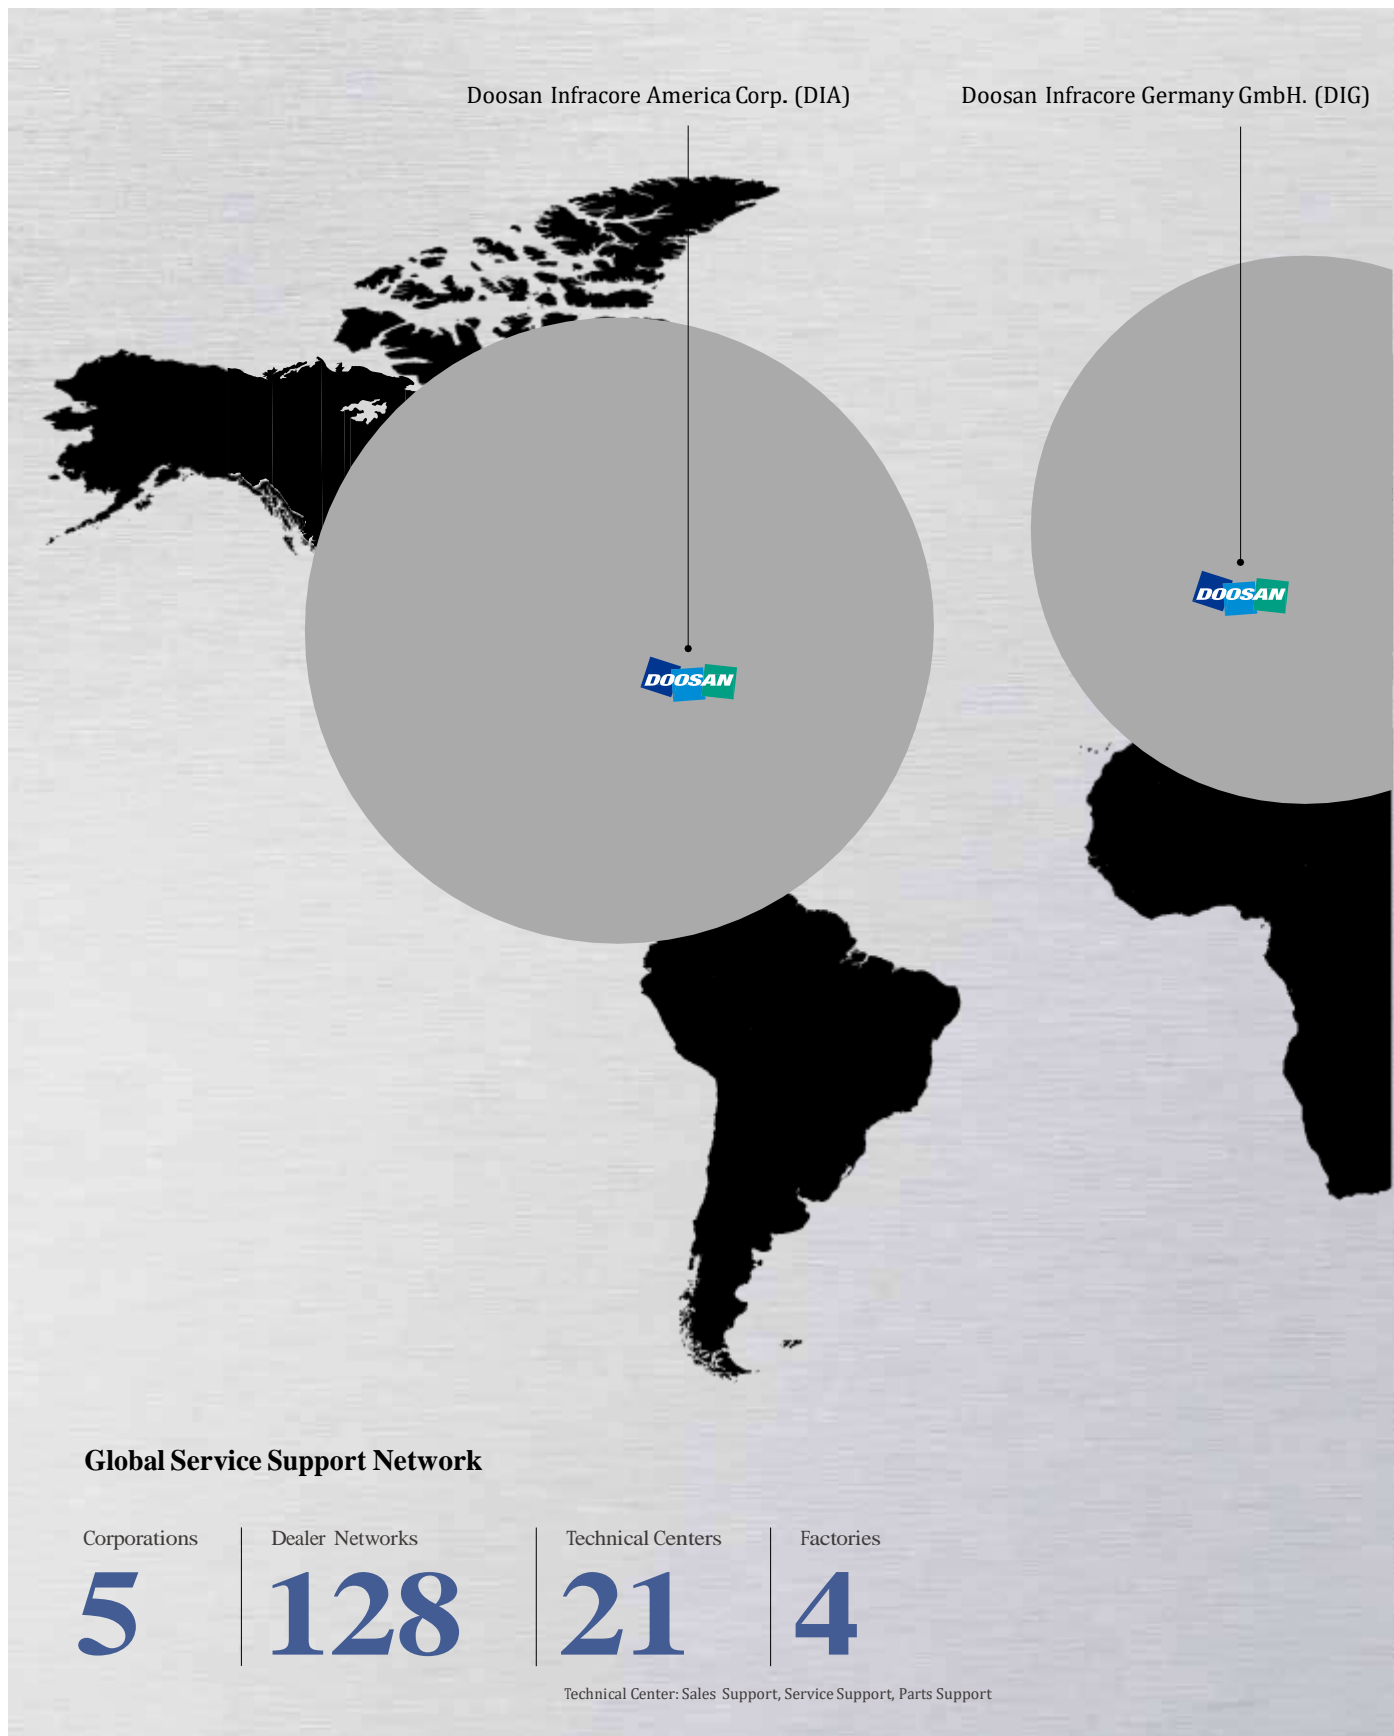 Doosan Infracore America Corp. (DIA)
Doosan Infracore Germany GmbH. (DIG)
DOOSAN
DOOSAN
Global Service Support Network
Corporations
5
Dealer Networks
128
Technical Centers
21
Factories
4
Technical Center: Sales Support, Service Support, Parts Support